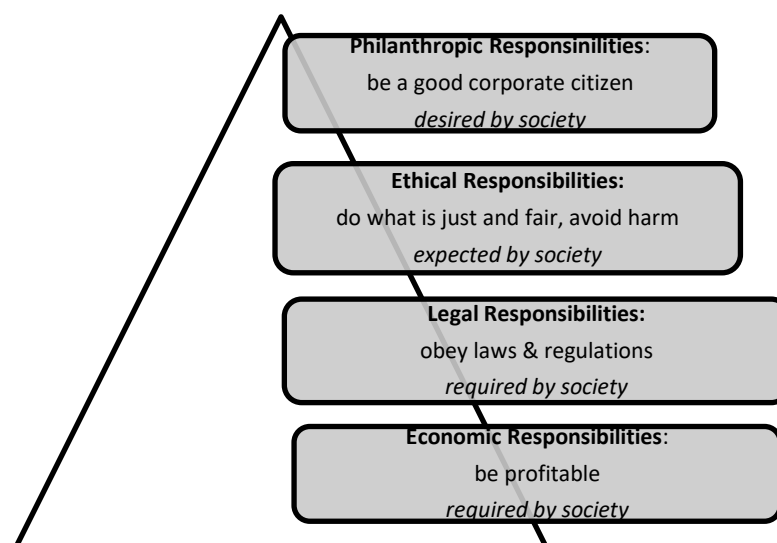 Philanthropic Responsinilities:
be a good corporate citizen
desired by society
Ethical Responsibilities:
do what is just and fair, avoid harm
expected by society
Legal Responsibilities:
obey laws & regulations
required by society
Economic Responsibilities:
be profitable
required by society